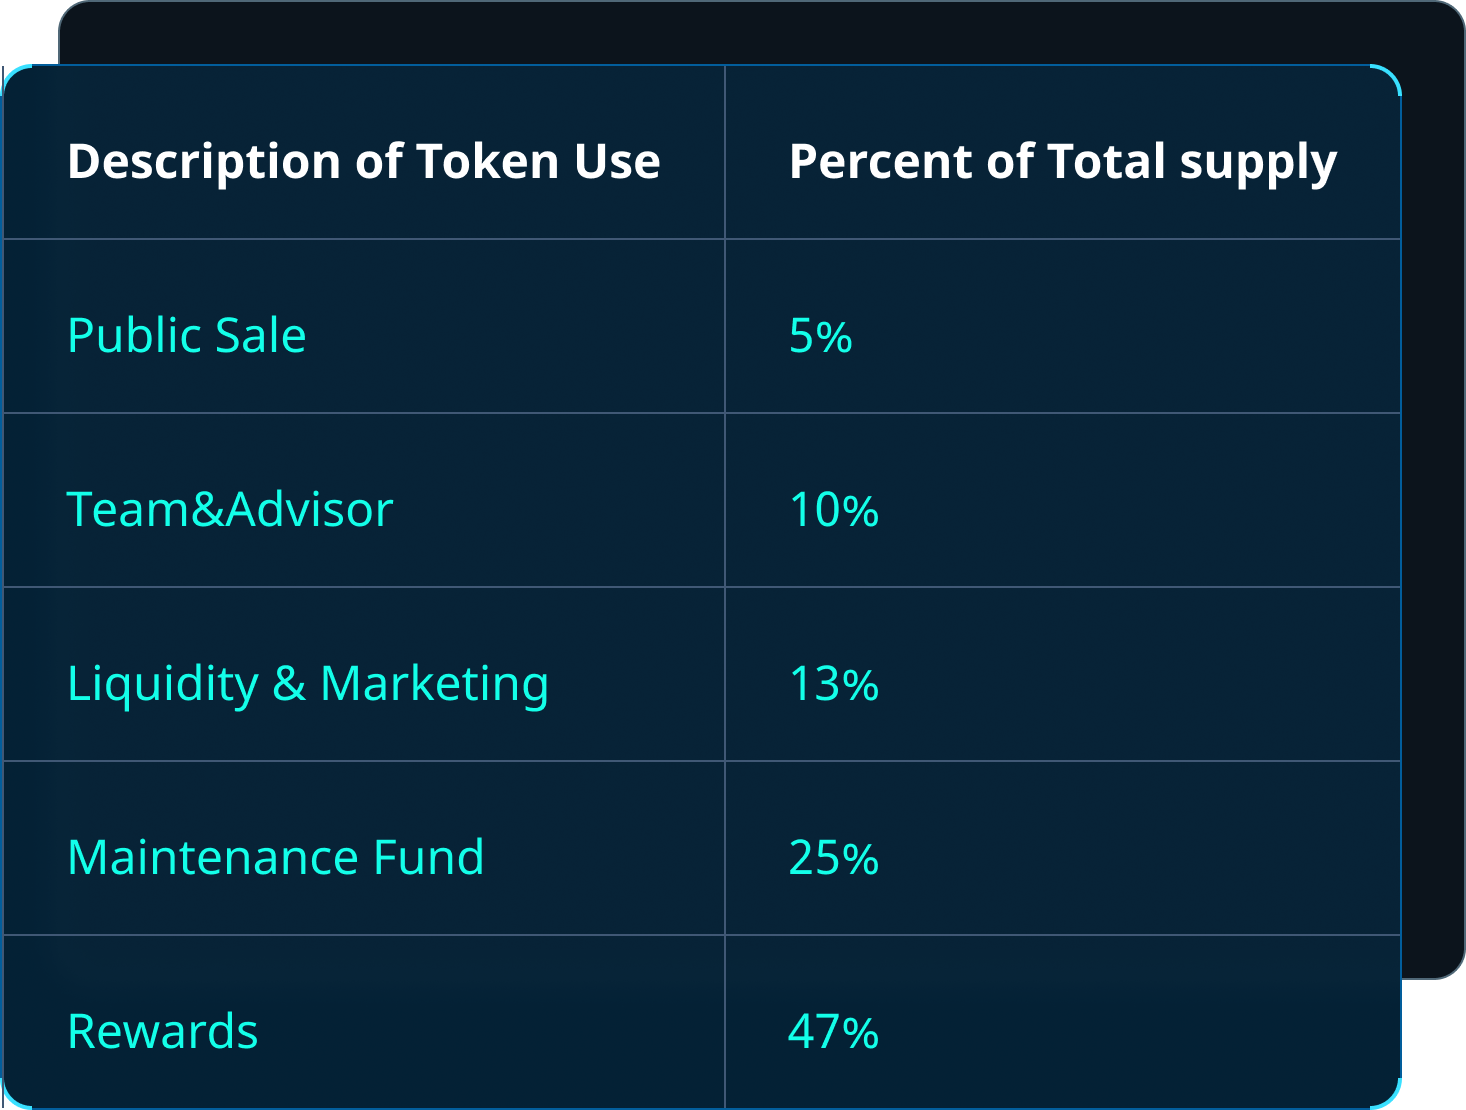 Description of Token Use
Percent of Total supply
Public Sale
5%
Team&Advisor
10%
Liquidity & Marketing
13%
Maintenance Fund
25%
Rewards
47%